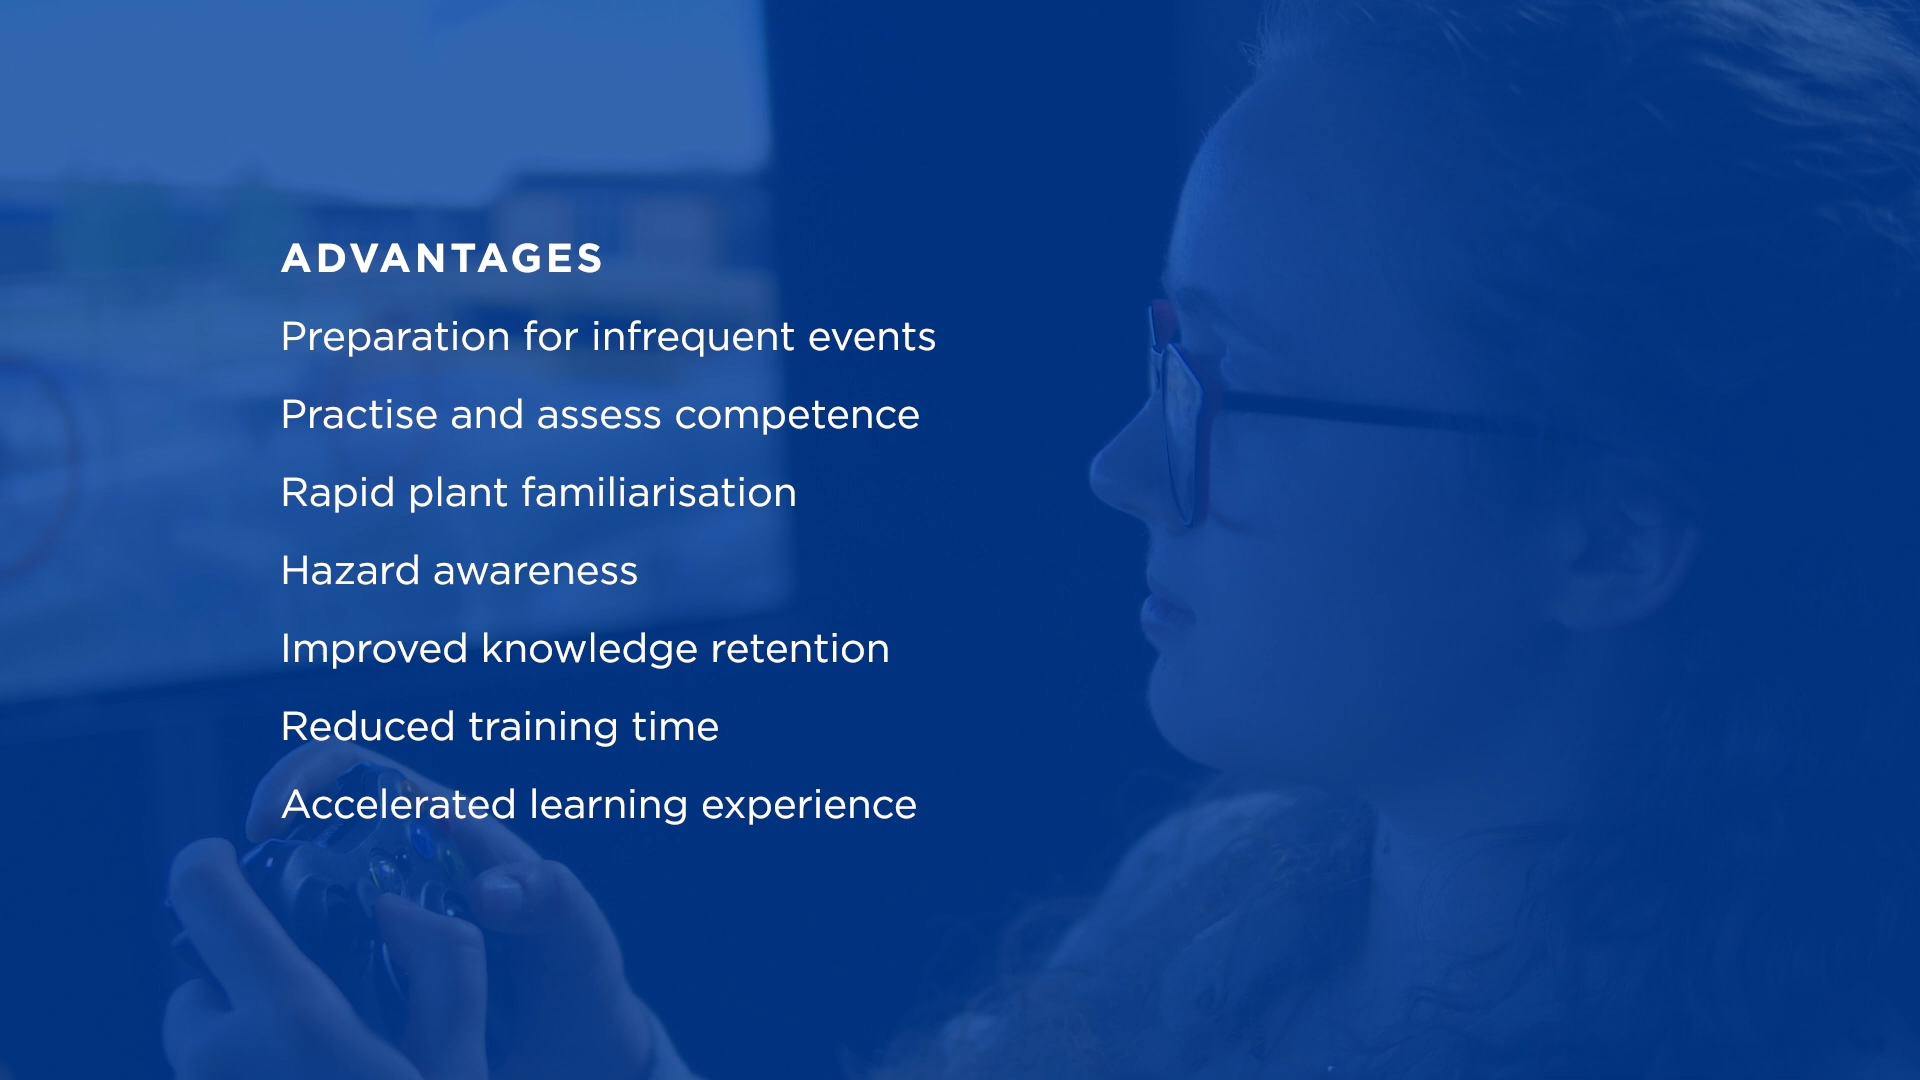 ADVANTAGES
Preparation for infrequent events
Practise and assess competence
Rapid plant familiarisation
Hazard awareness
Improved knowledge retention
Reduced training time
Accelerated learning experience